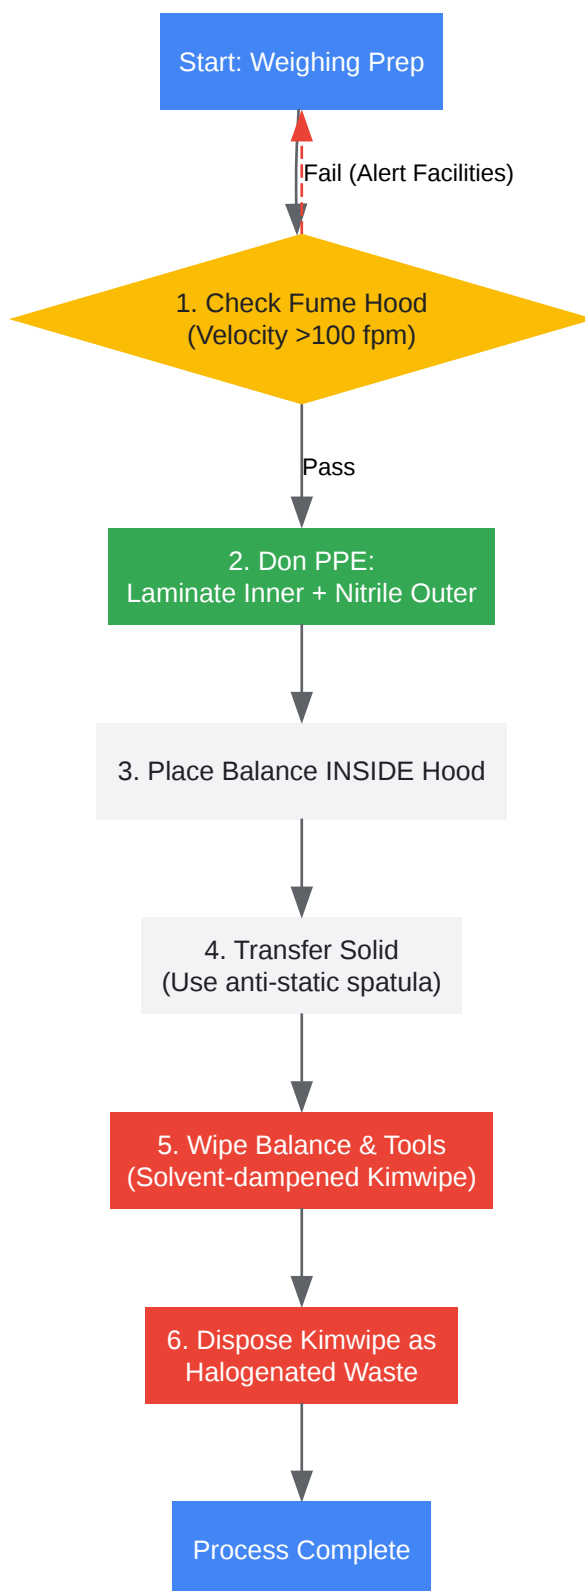 Start: Weighing Prep
Fail (Alert Facilities)
1. Check Fume Hood
(Velocity >100 fpm)
Pass
2. Don PPE:
Laminate Inner + Nitrile Outer
3. Place Balance INSIDE Hood
4. Transfer Solid
(Use anti-static spatula)
5. Wipe Balance & Tools
(Solvent-dampened Kimwipe)
6. Dispose Kimwipe as
Halogenated Waste
Process Complete